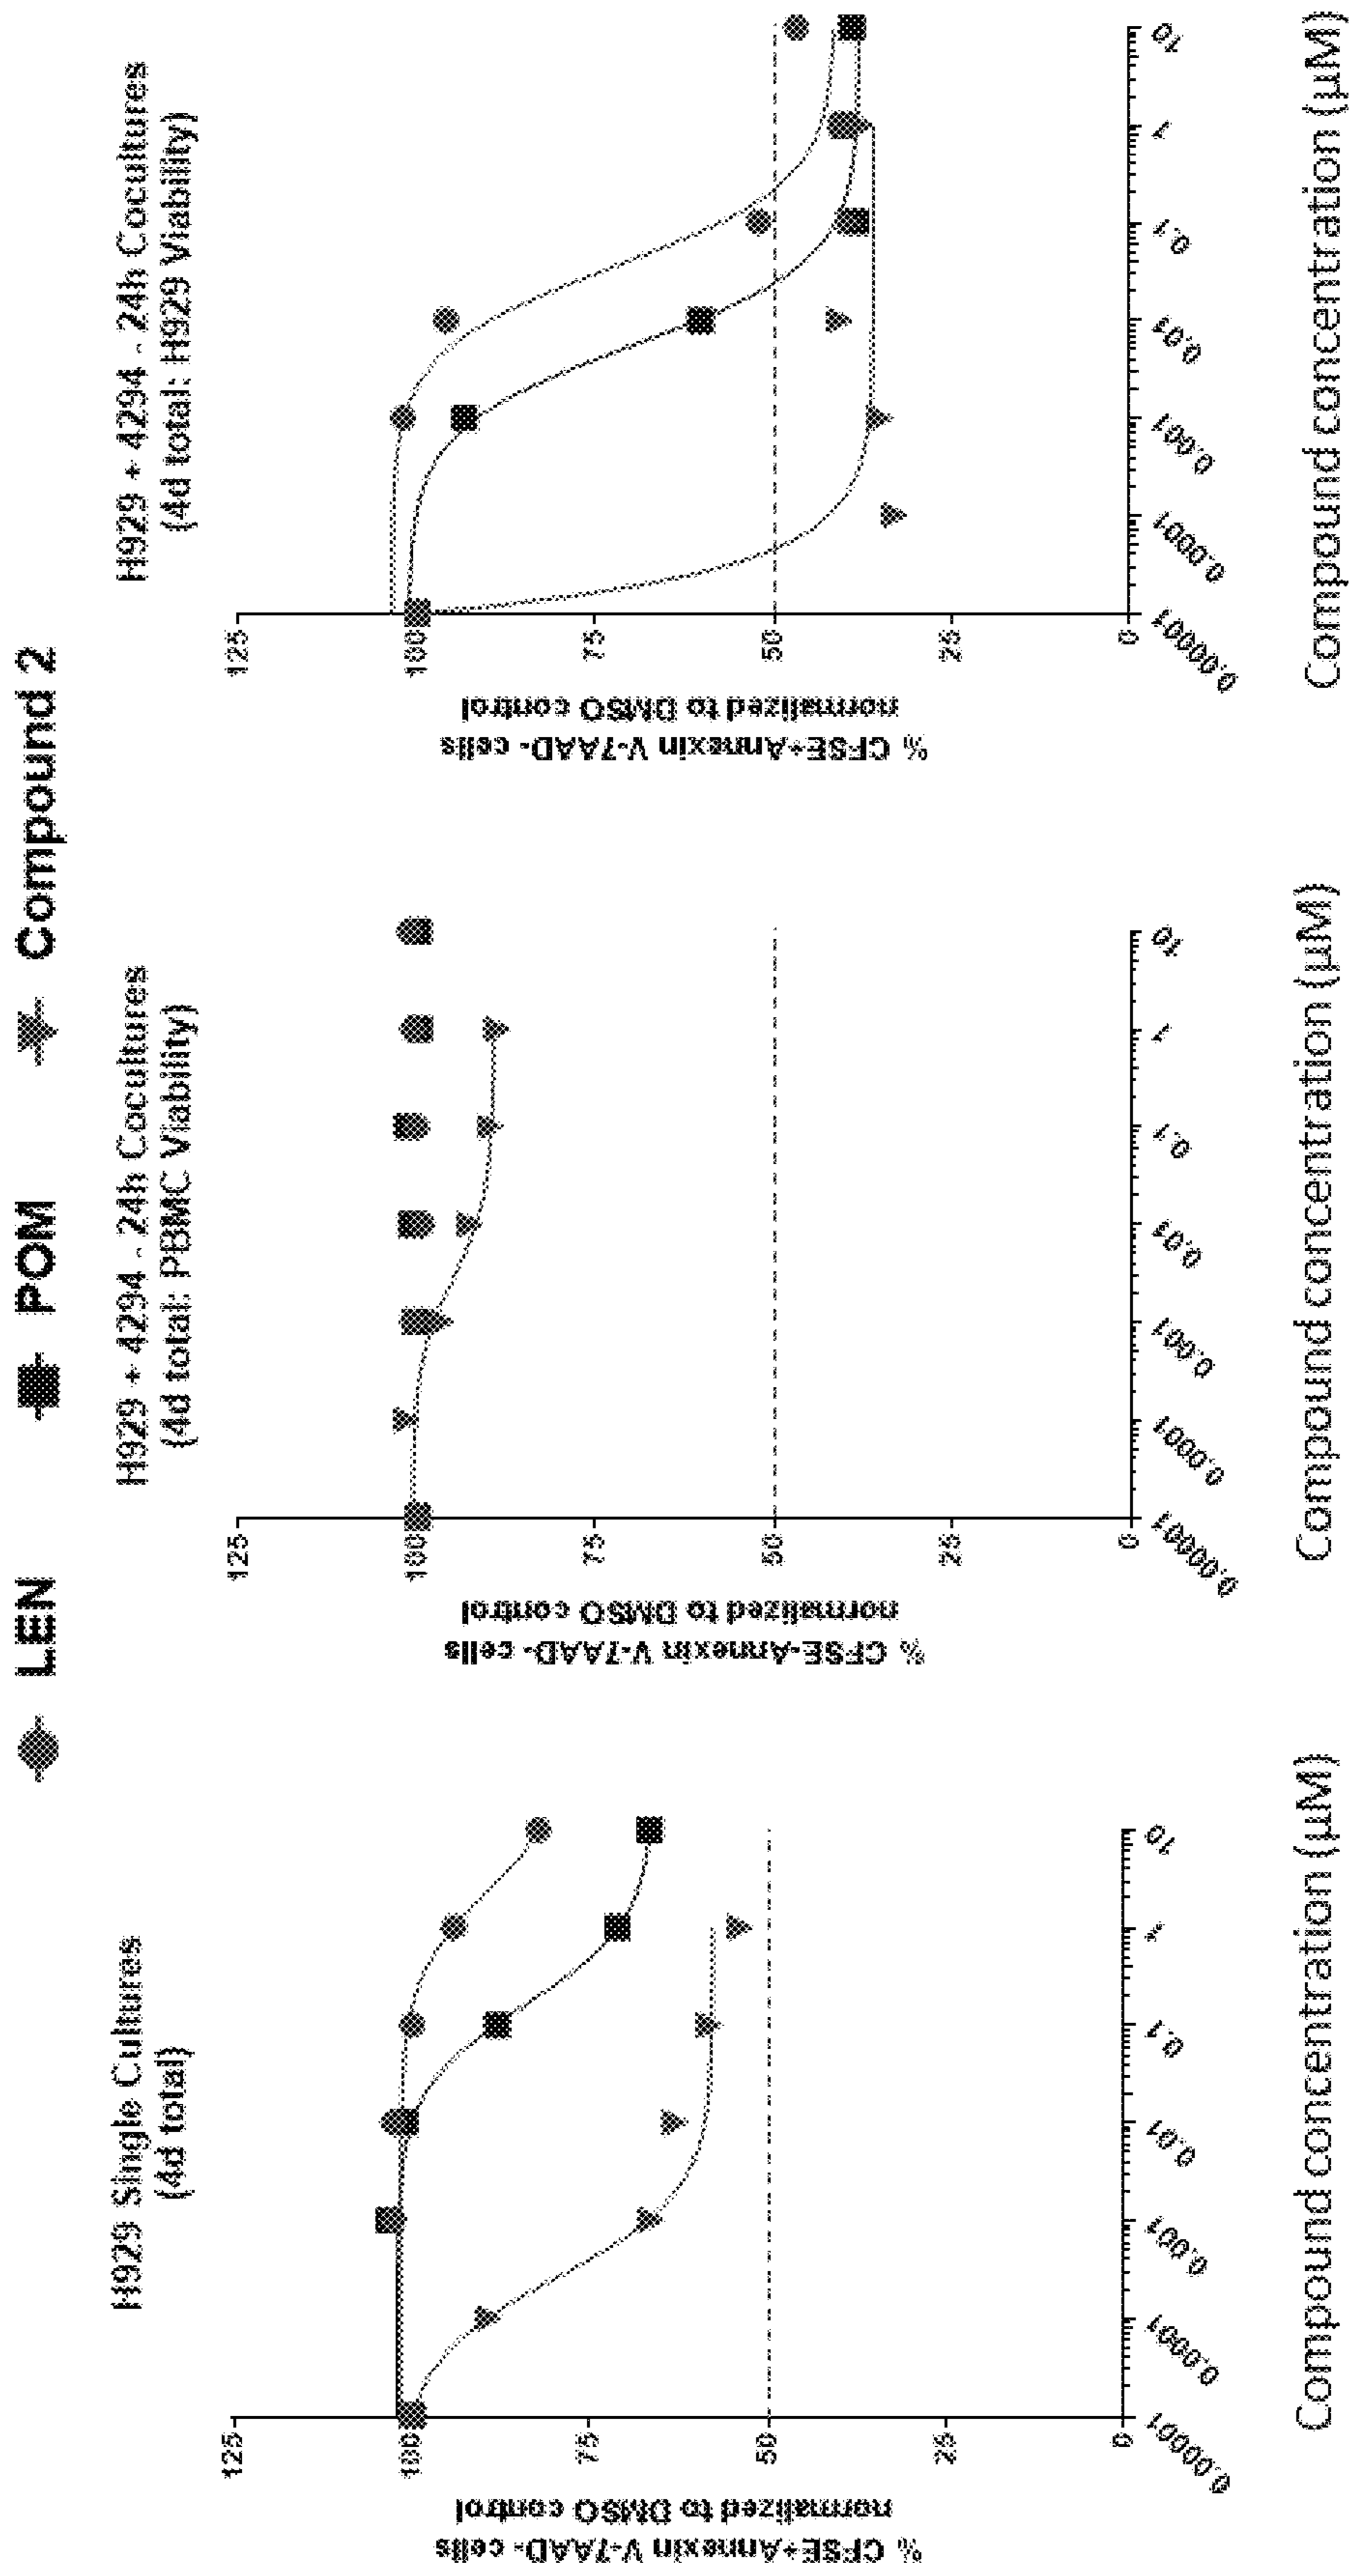 LEN POM Compound 2
H929 Single Cultures
(4d total)
% CFSE+Annexin V-7AAD- cells
normalized to DMSO control
125
100
75
50
25
0
0.00001
0.0001
0.001
0.01
0.1
1
10
Compound concentration (µM)
H929 + 4294 - 24h Cocultures
(4d total: PBMC Viability)
% CFSE-Annexin V-7AAD- cells
normalized to DMSO control
125
100
75
50
25
0
0.00001
0.0001
0.001
0.01
0.1
1
10
Compound concentration (µM)
H929 + 4294 - 24h Cocultures
(4d total: H929 Viability)
% CFSE+Annexin V-7AAD- cells
normalized to DMSO control
125
100
75
50
25
0
0.00001
0.0001
0.001
0.01
0.1
1
10
Compound concentration (µM)